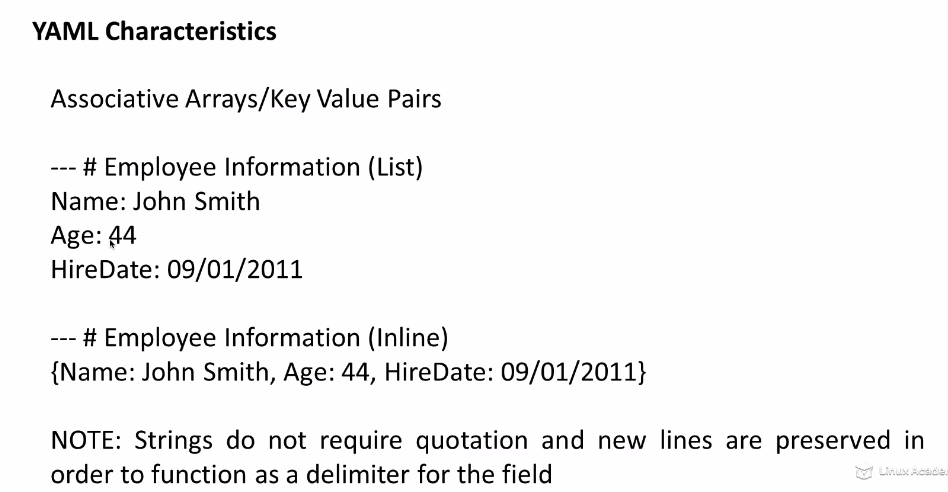 YAML Characteristics
Associative Arrays/Key Value Pairs
--- # Employee Information (List)
Name: John Smith
Age: 44
HireDate: 09/01/2011
--- # Employee Information (Inline)
{Name: John Smith, Age: 44, HireDate: 09/01/2011}
NOTE: Strings do not require quotation and new lines are preserved in
order to function as a delimiter for the field
Linux Acade